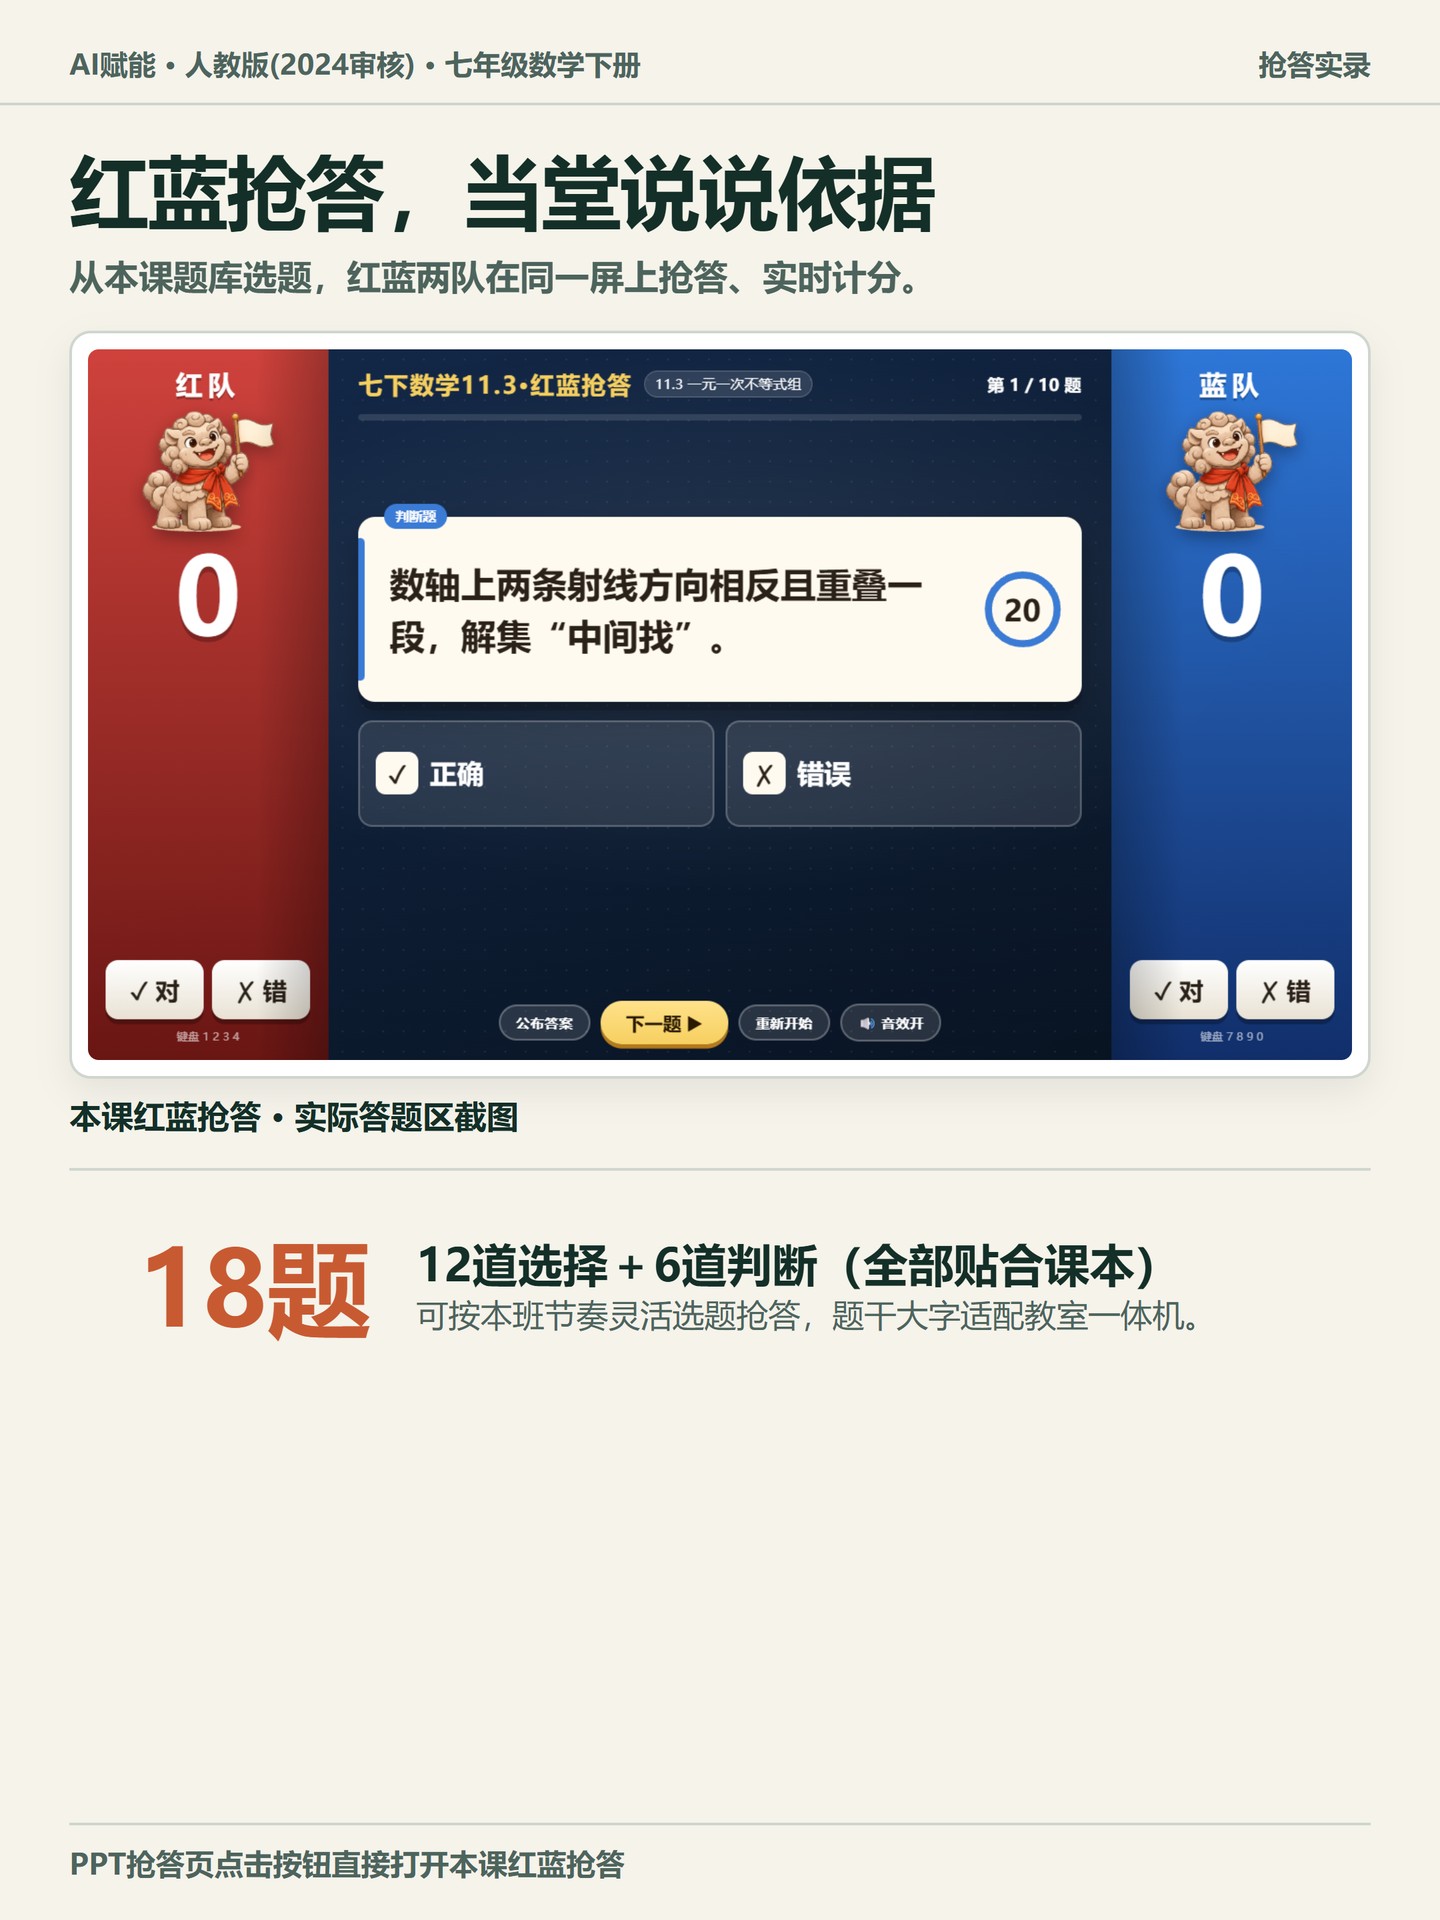 AI赋能 • 人教版(2024审核) • 七年级数学下册
抢答实录
红蓝抢答，当堂说说依据
从本课题库选题，红蓝两队在同一屏上抢答、实时计分。
红队
七下数学11.3•红蓝抢答
11.3 一元一次不等式组
第 1 / 10 题
蓝队
判断题
数轴上两条射线方向相反且重叠一
段，解集“中间找”。
20
0
0
✓ 正确
✗ 错误
✓ 对
✗ 错
键盘 1 2 3 4
公布答案
下一题 ▶
重新开始
🔊 音效开
✓ 对
✗ 错
键盘 7 8 9 0
本课红蓝抢答 • 实际答题区截图
18题
12道选择 + 6道判断（全部贴合课本）
可按本班节奏灵活选题抢答，题干大字适配教室一体机。
PPT抢答页点击按钮直接打开本课红蓝抢答